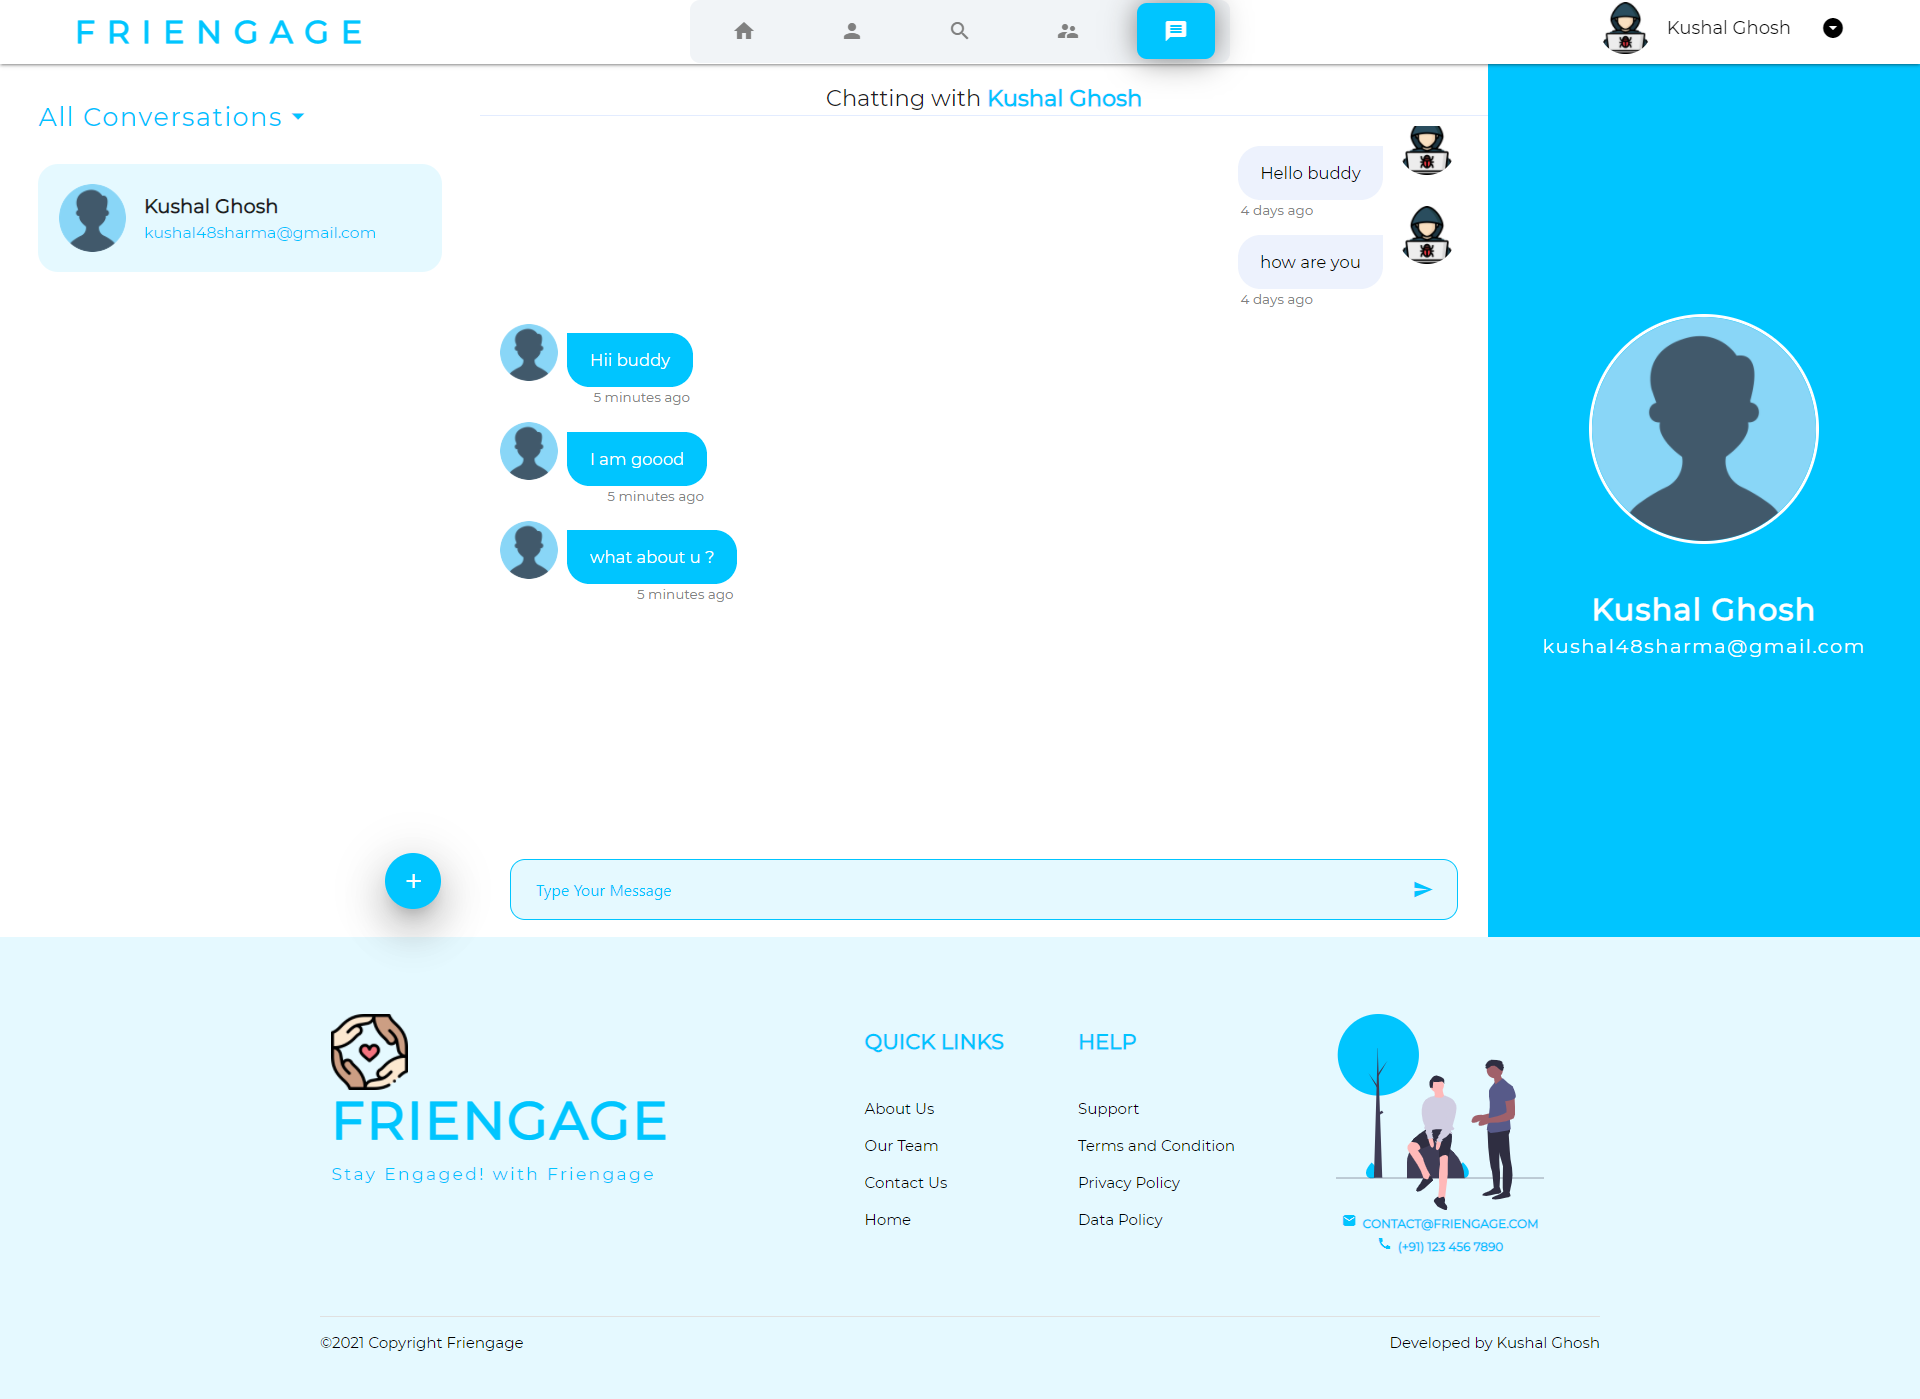 FRIENGAGE
Kushal Ghosh
All Conversations
Kushal Ghosh
kushal48sharma@gmail.com
Chatting with Kushal Ghosh
Hello buddy
4 days ago
how are you
4 days ago
Hii buddy
5 minutes ago
I am goood
5 minutes ago
what about u ?
5 minutes ago
Type Your Message
Kushal Ghosh
kushal48sharma@gmail.com
FRIENGAGE
Stay Engaged! with Friengage
QUICK LINKS
About Us
Our Team
Contact Us
Home
HELP
Support
Terms and Condition
Privacy Policy
Data Policy
CONTACT@FRIENGAGE.COM
(+91) 123 456 7890
©2021 Copyright Friengage
Developed by Kushal Ghosh